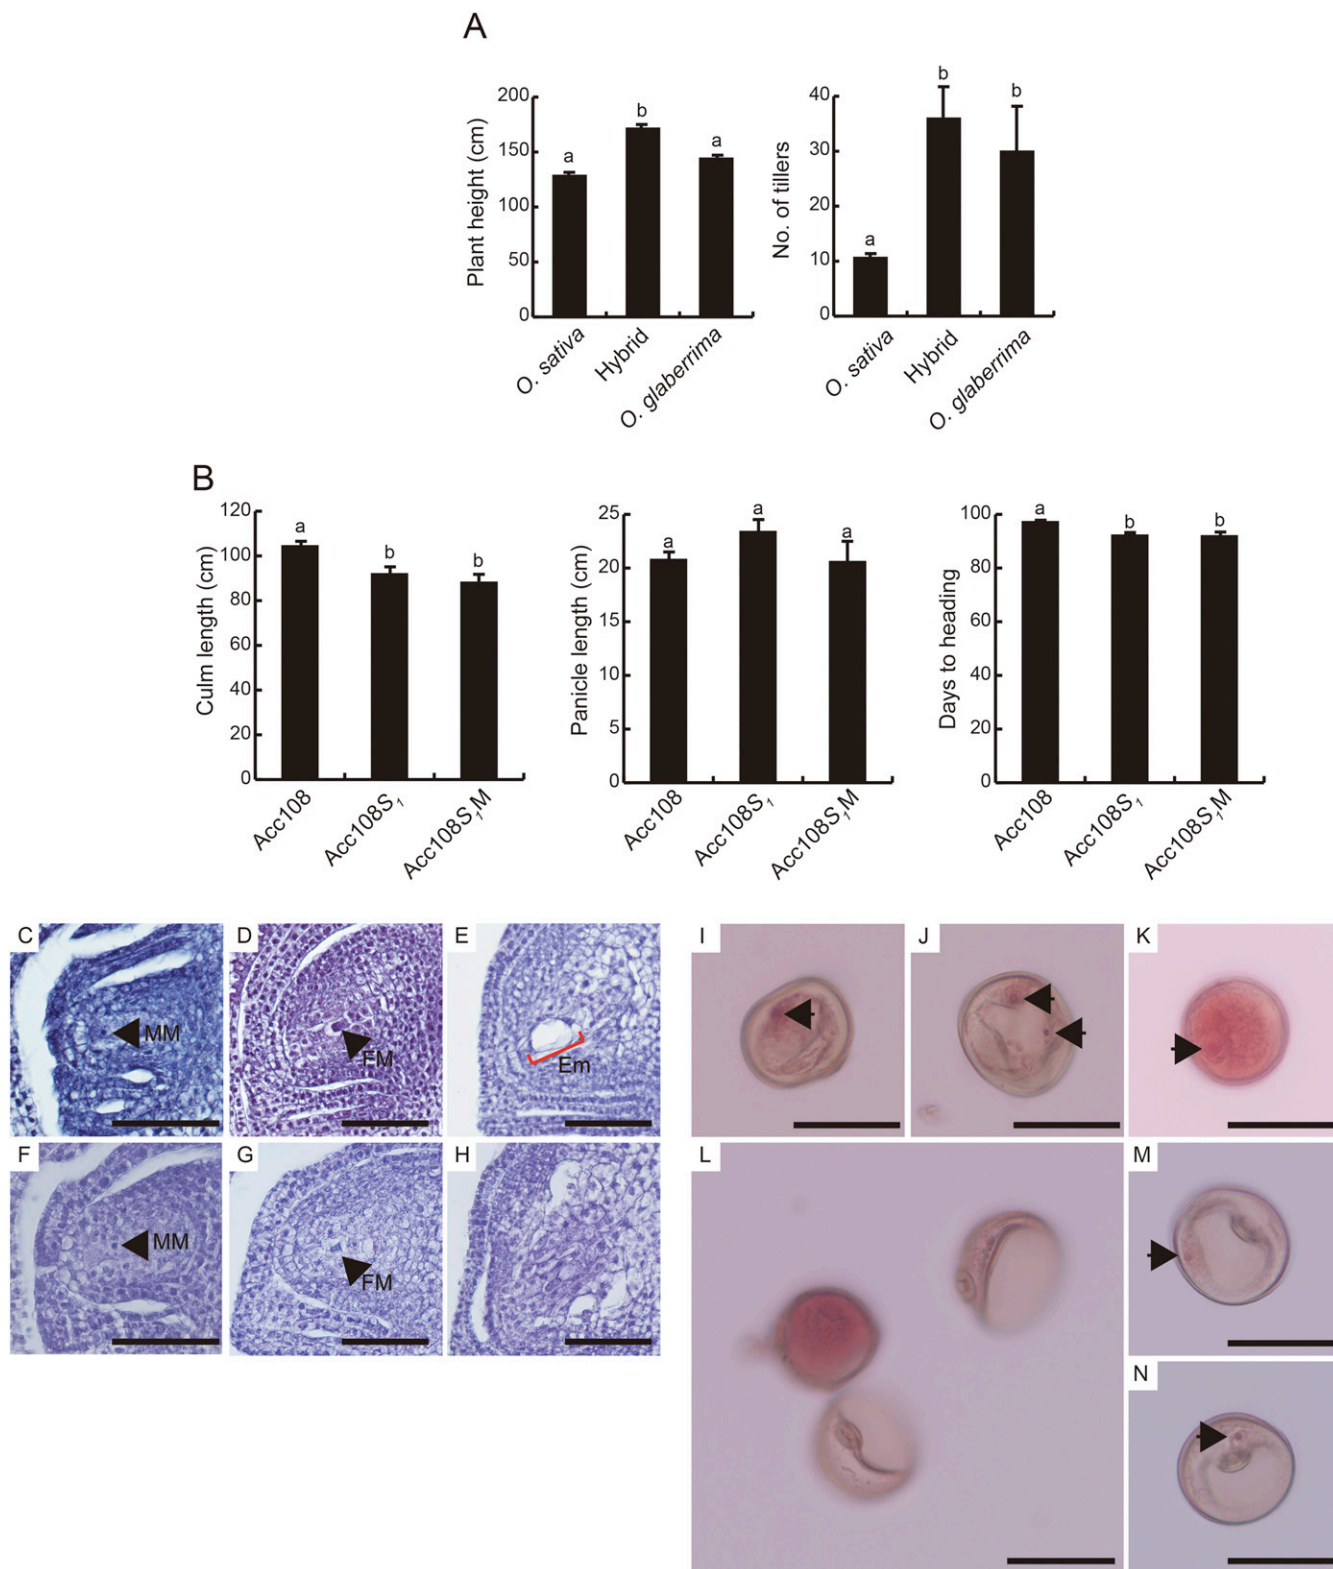 A
Plant height (cm)
200
150
100
50
0
a
b
a
O. sativa
Hybrid
O. glaberrima
No. of tillers
40
30
20
10
0
a
b
b
O. sativa
Hybrid
O. glaberrima
B
Culm length (cm)
120
100
80
60
40
20
0
a
b
b
Acc108
Acc108S1
Acc108S1M
Panicle length (cm)
25
20
15
10
5
0
a
a
a
Acc108
Acc108S1
Acc108S1M
Days to heading
100
80
60
40
20
0
a
b
b
Acc108
Acc108S1
Acc108S1M
C
MM
D
FM
E
Em
F
MM
G
FM
H
I
J
K
L
M
N